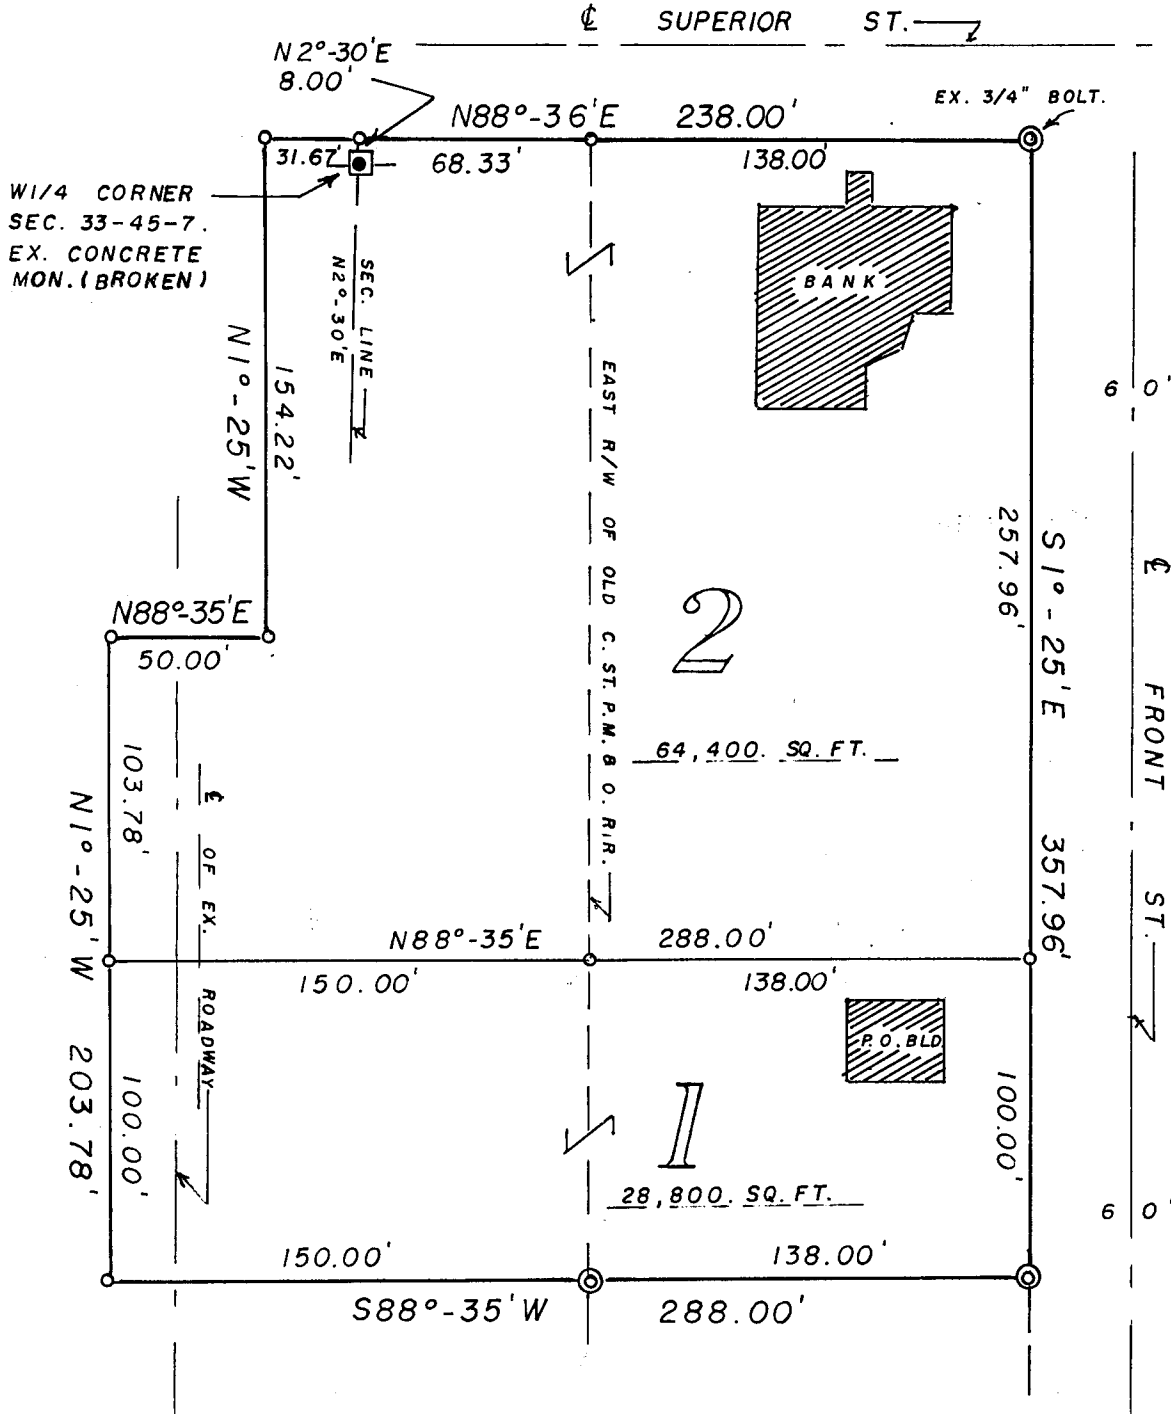 ℄ SUPERIOR ST.
N2°-30'E
8.00'
EX. 3/4" BOLT.
N88°-36'E 238.00'
31.67'
68.33'
138.00'
W1/4 CORNER
SEC. 33-45-7.
EX. CONCRETE
MON. (BROKEN)
SEC. LINE
N2°-30'E
BANK
N1°-25'W
154.22'
EAST R/W OF OLD C. ST. P. M. & O. R.R.
60'
S1°-25'E
257.96'
℄ FRONT ST.
N88°-35'E
50.00'
2
64,400. SQ. FT.
103.78'
℄ OF EX. ROADWAY
357.96'
N1°-25'W 203.78'
N88°-35'E 288.00'
150.00'
138.00'
P.O. BLD
100.00'
1
100.00'
28,800. SQ. FT.
60'
150.00'
138.00'
S88°-35'W 288.00'